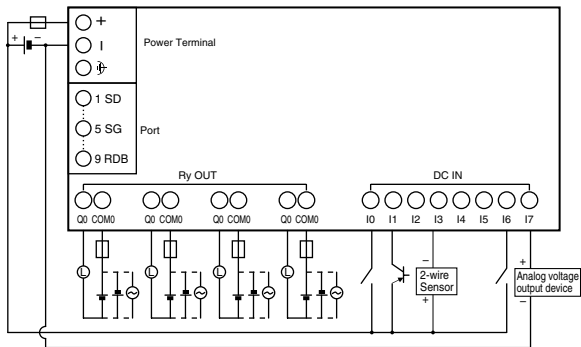 +
Power Terminal
+ −
1 SD
5 SG Port
9 RDB
Ry OUT DC IN
Q0 COM0 Q0 COM0 Q0 COM0 Q0 COM0 I0 I1 I2 I3 I4 I5 I6 I7
− +
L L L L 2-wire Analog voltage
Sensor output device
+ −